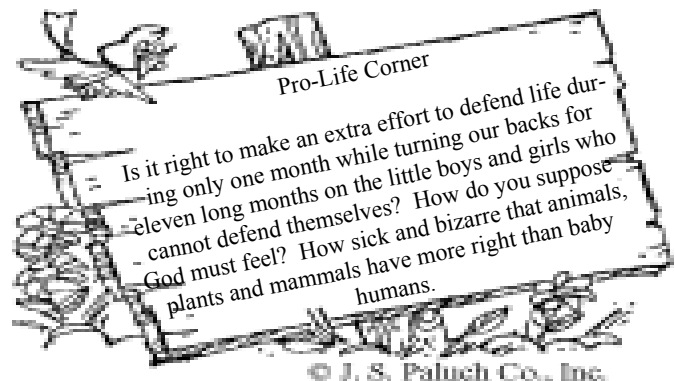 Pro-Life Corner
Is it right to make an extra effort to defend life dur-
ing only one month while turning our backs for
eleven long months on the little boys and girls who
cannot defend themselves? How do you suppose
God must feel? How sick and bizarre that animals,
plants and mammals have more right than baby
humans.
© J. S. Paluch Co., Inc.